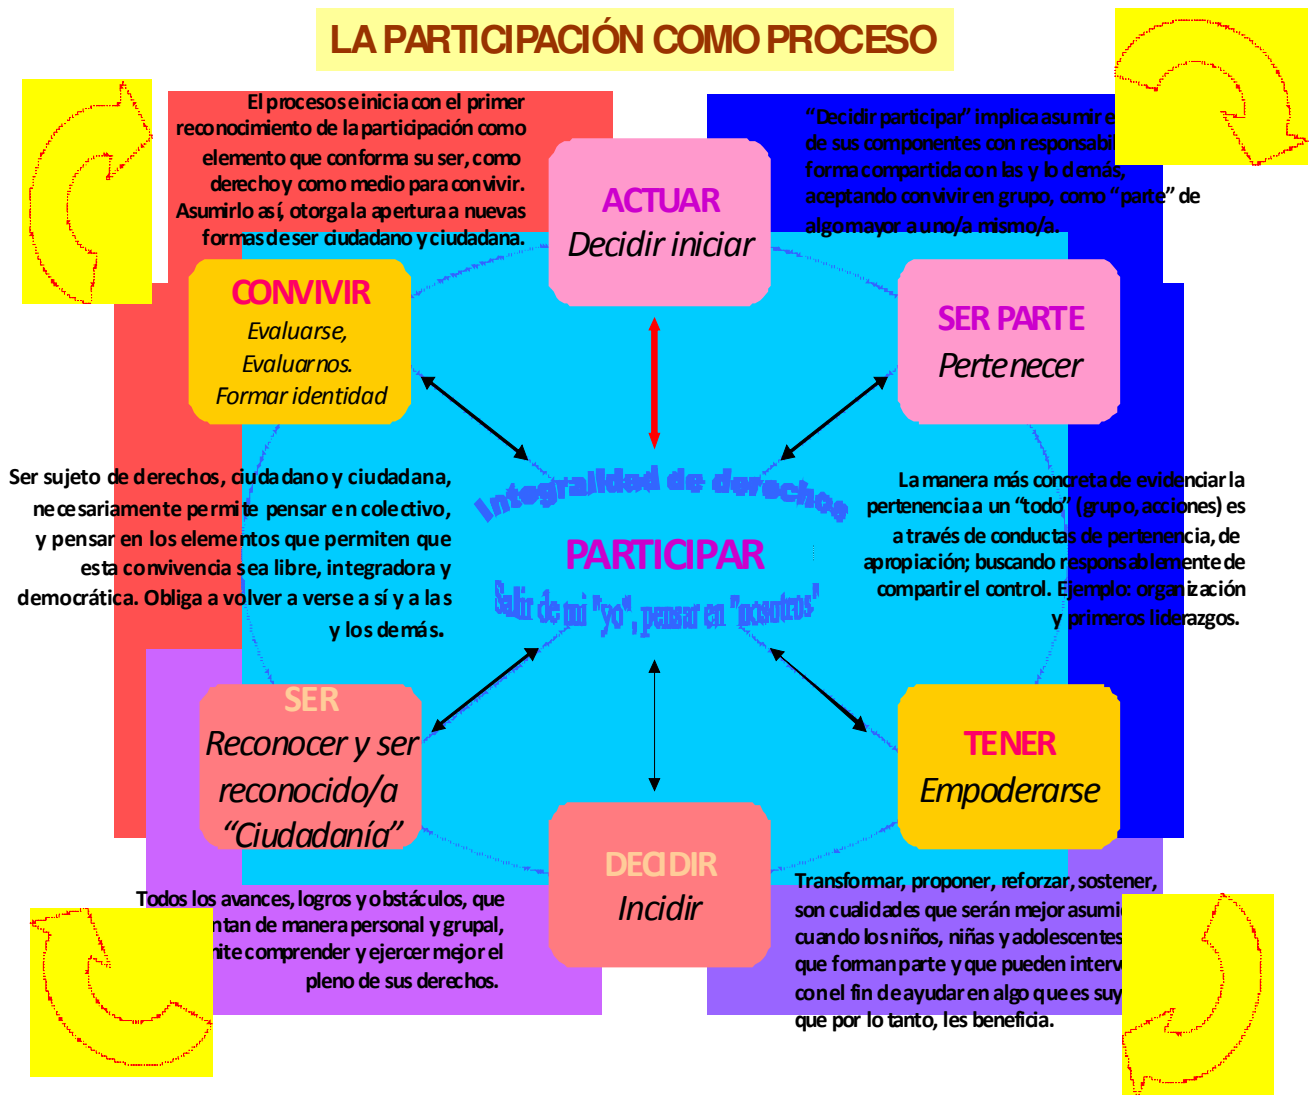 LA PARTICIPACIÓN COMO PROCESO
El proceso se inicia con el primer
reconocimiento de la participación como
elemento que conforma su ser, como
derecho y como medio para convivir.
Asumirlo así, otorga la apertura a nuevas
formas de ser ciudadano y ciudadana.
“Decidir participar” implica asumir
de sus componentes con
forma compartida con las y lo demás,
aceptando convivir en grupo, como “parte” de
algo mayor a uno/a mismo/a.
ACTUAR
Decidir iniciar
CONVIVIR
Evaluarse,
Evaluarnos.
Formar identidad
SER PARTE
Pertenecer
Ser sujeto de derechos, ciudadano y ciudadana,
necesariamente permite pensar en colectivo,
y pensar en los elementos que permiten que
esta convivencia sea libre, integradora y
democrática. Obliga a volver a verse a sí y a las
y los demás.
Integralidad de derechos
PARTICIPAR
Salir de mi "yo", pensar en "nosotros"
La manera más concreta de evidenciar la
pertenencia a un “todo” (grupo, acciones) es
a través de conductas de pertenencia, de
apropiación; buscando responsablemente de
compartir el control. Ejemplo: organización
y primeros liderazgos.
SER
Reconocer y ser
reconocido/a
“Ciudadanía”
TENER
Empoderarse
DECIDIR
Incidir
Todos los avances, logros y obstáculos, que
de manera personal y grupal,
comprender y ejercer mejor el
pleno de sus derechos.
Transformar, proponer, reforzar, sostener,
son cualidades que serán mejor
cuando los niños, niñas y adolescentes
que forman parte y que pueden
con el fin de ayudar en algo que es
que por lo tanto, les beneficia.